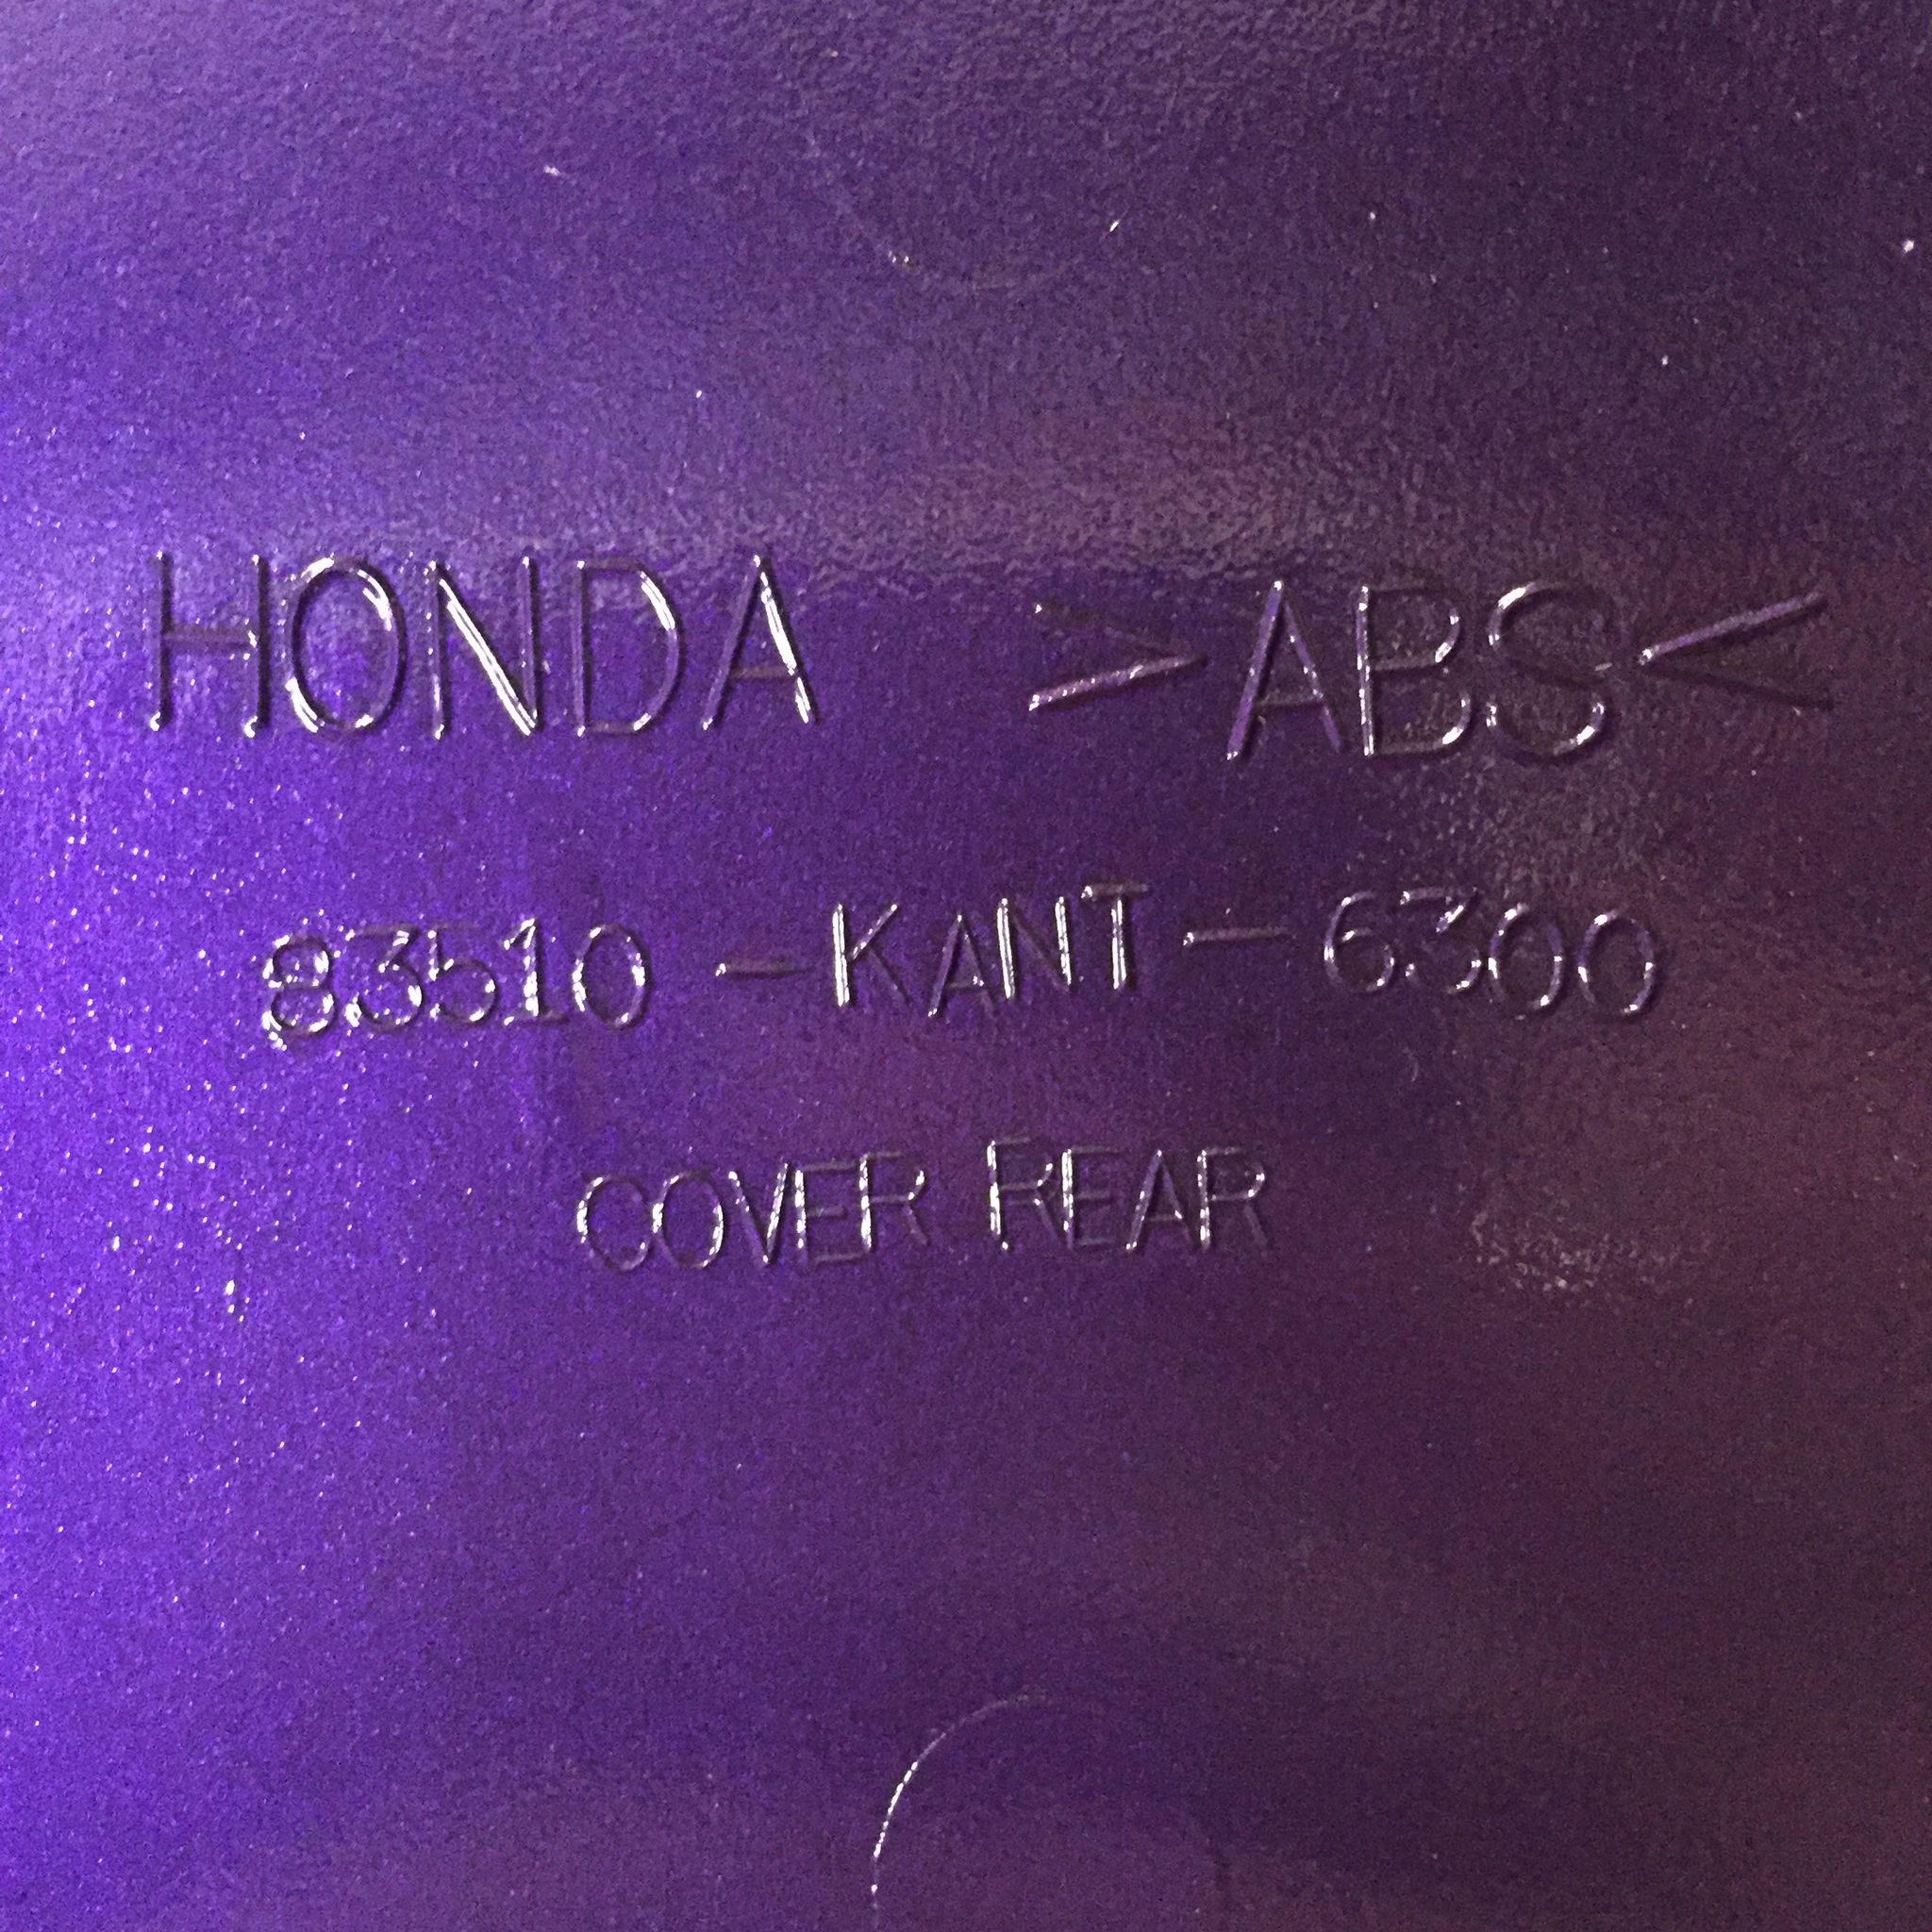 HONDA >ABS<
83510-KANT-6300
COVER REAR